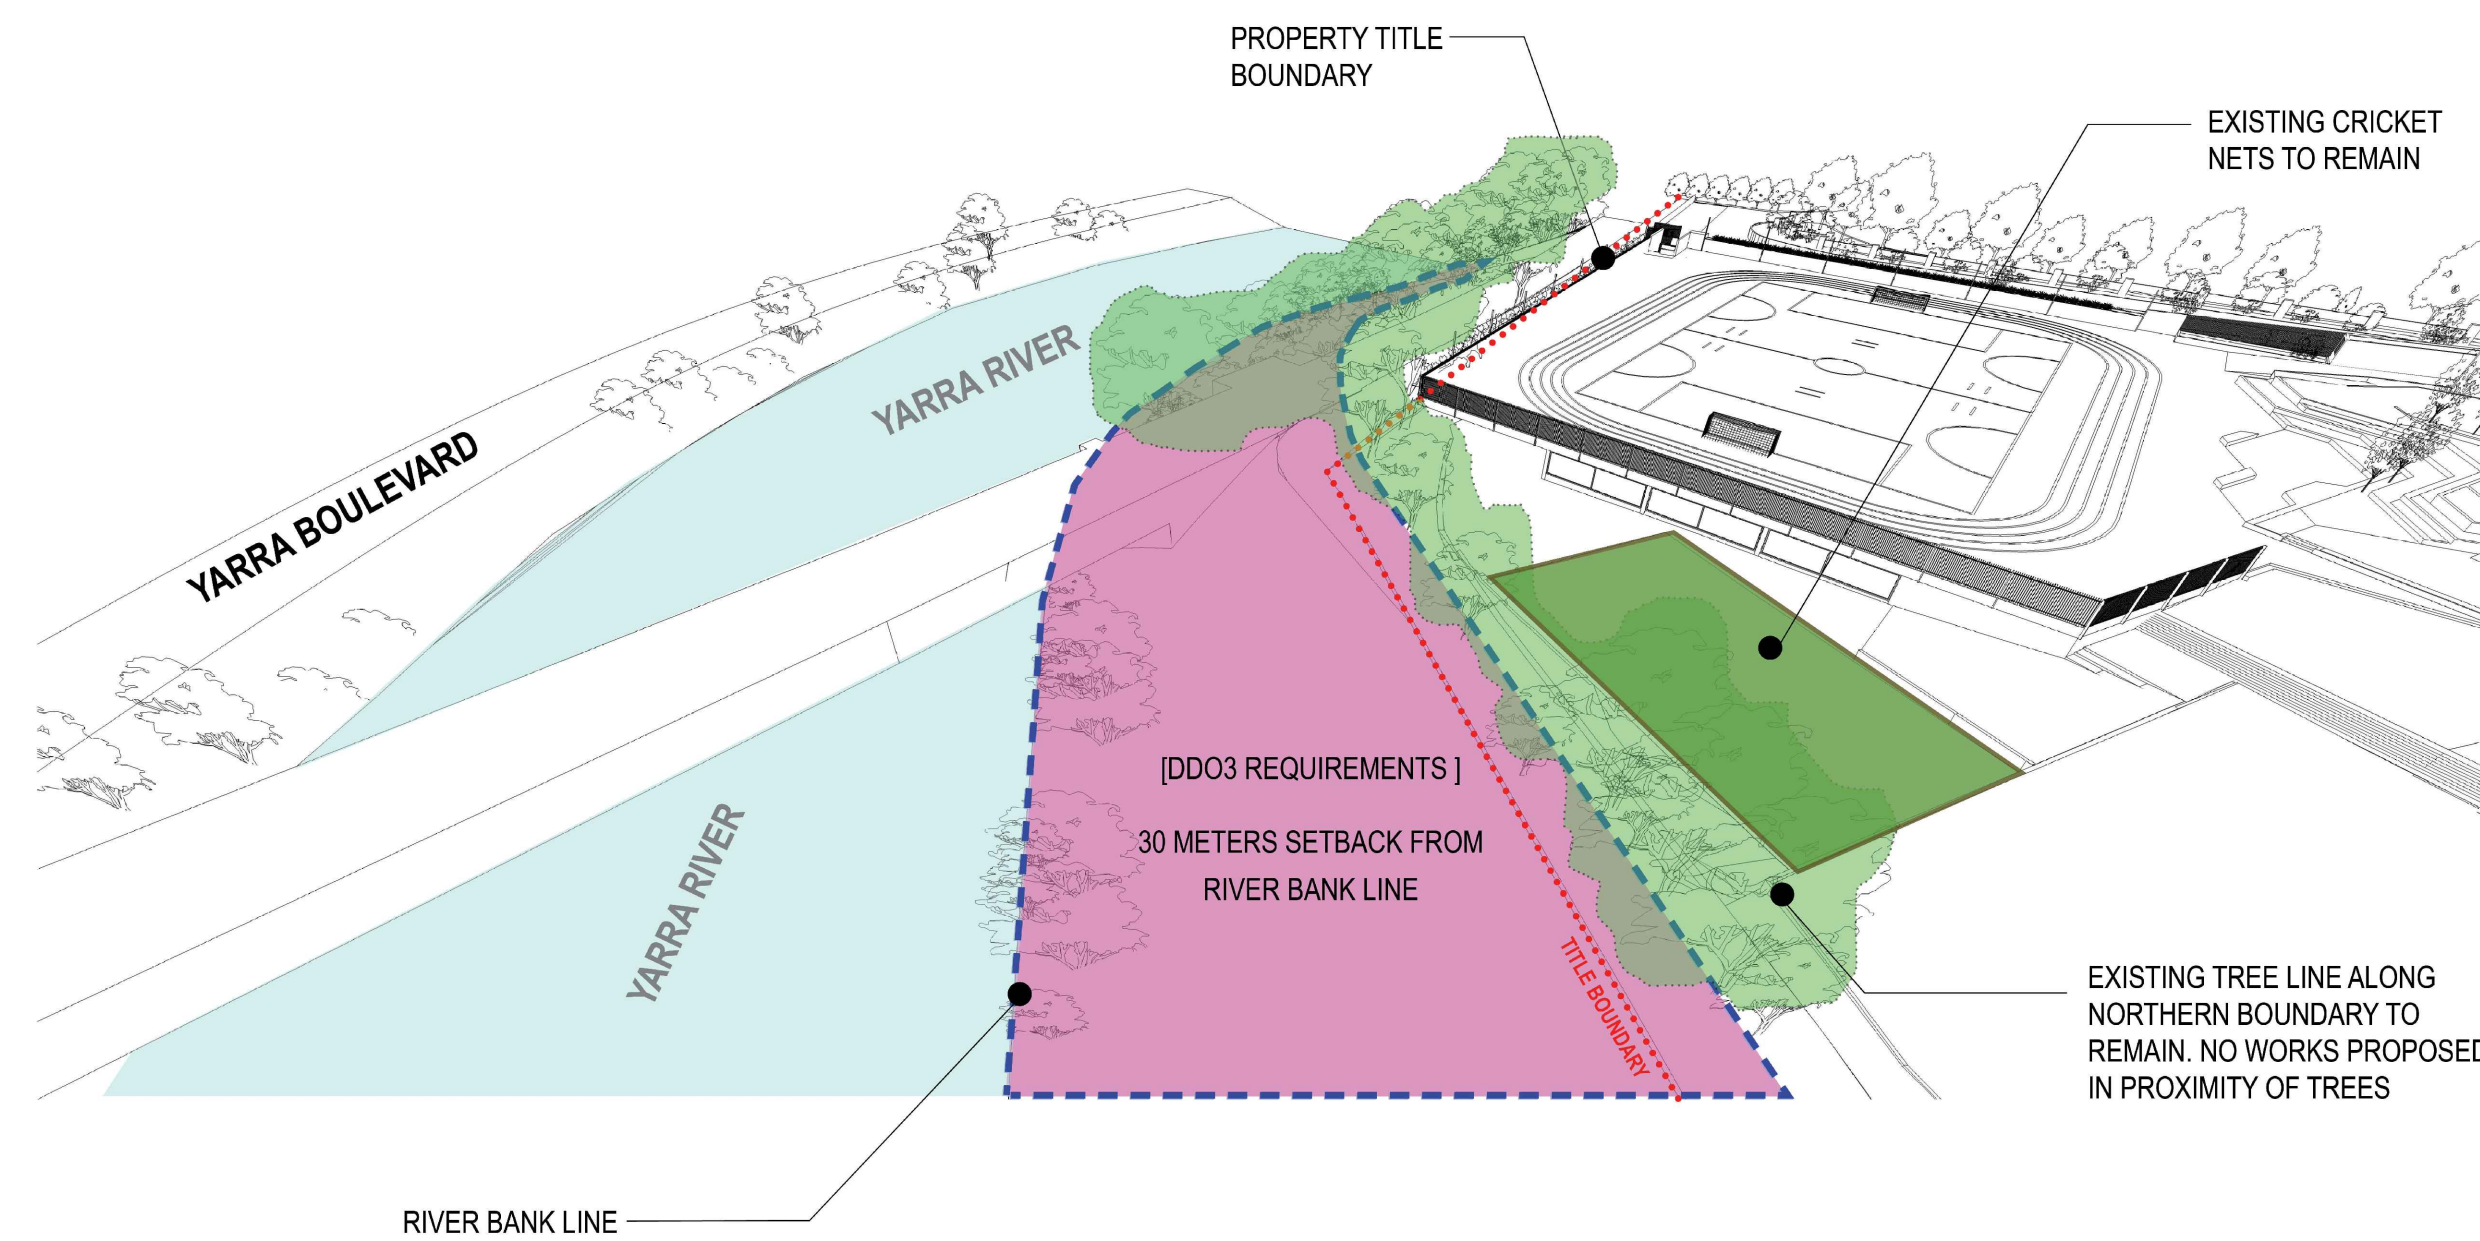 PROPERTY TITLE
BOUNDARY
EXISTING CRICKET
NETS TO REMAIN
YARRA RIVER
YARRA BOULEVARD
[DDO3 REQUIREMENTS ]
30 METERS SETBACK FROM
RIVER BANK LINE
YARRA RIVER
TITLE BOUNDARY
EXISTING TREE LINE ALONG
NORTHERN BOUNDARY TO
REMAIN. NO WORKS PROPOSED
IN PROXIMITY OF TREES
RIVER BANK LINE